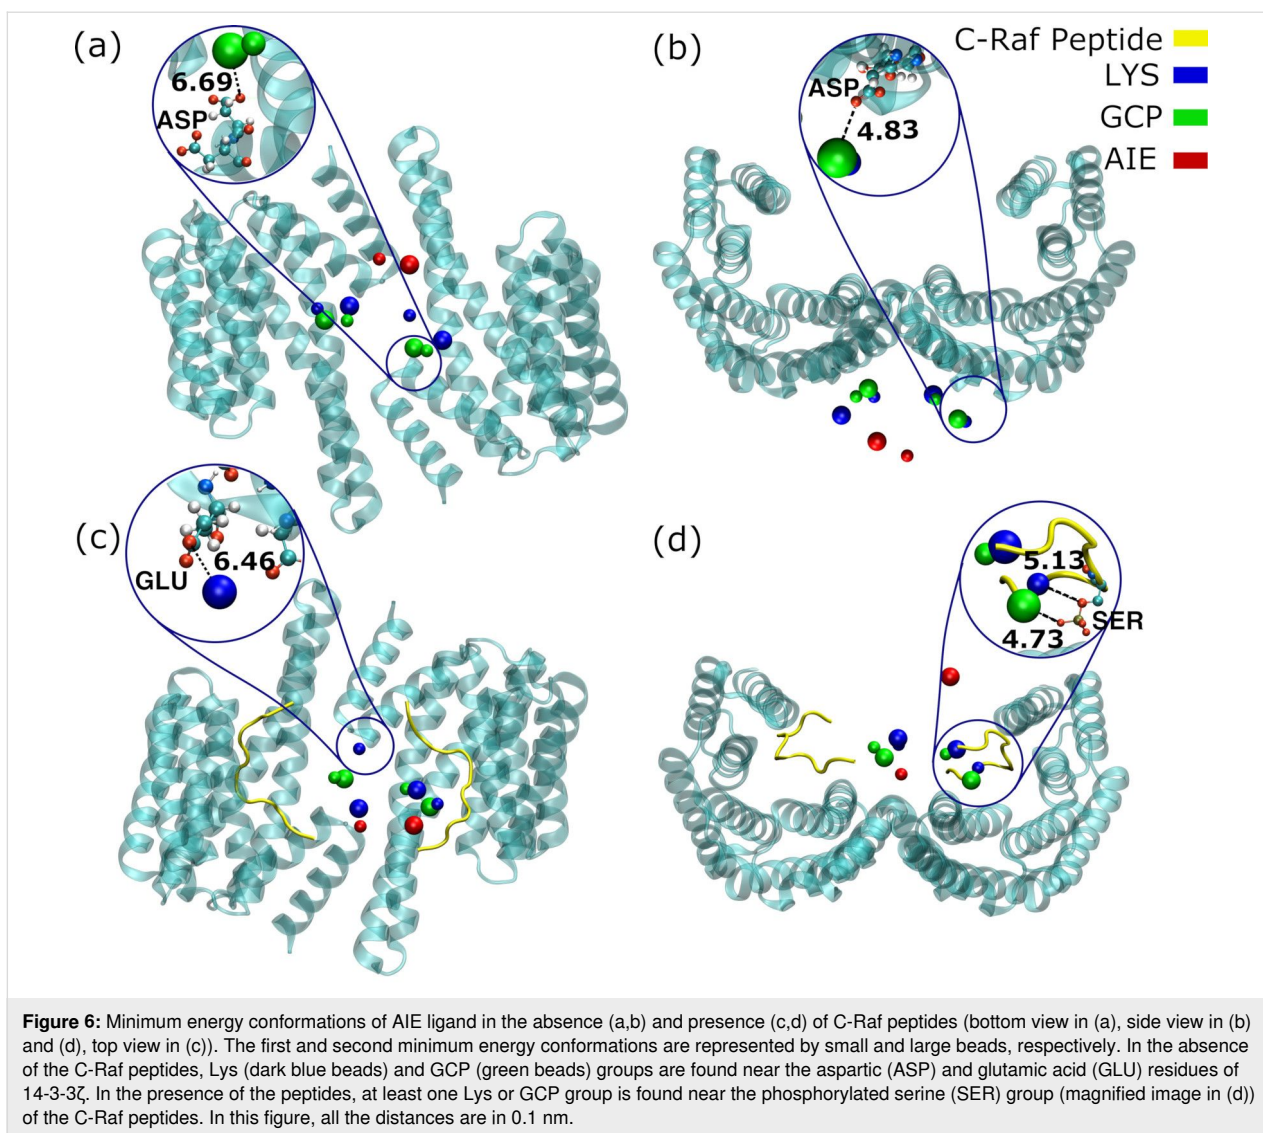 (a)
6.69
ASP
(b)
ASP
4.83
C-Raf Peptide
LYS
GCP
AIE
(c)
GLU
6.46
(d)
5.13
SER
4.73
Figure 6: Minimum energy conformations of AIE ligand in the absence (a,b) and presence (c,d) of C-Raf peptides (bottom view in (a), side view in (b)
and (d), top view in (c)). The first and second minimum energy conformations are represented by small and large beads, respectively. In the absence
of the C-Raf peptides, Lys (dark blue beads) and GCP (green beads) groups are found near the aspartic (ASP) and glutamic acid (GLU) residues of
14-3-3ζ. In the presence of the peptides, at least one Lys or GCP group is found near the phosphorylated serine (SER) group (magnified image in (d))
of the C-Raf peptides. In this figure, all the distances are in 0.1 nm.